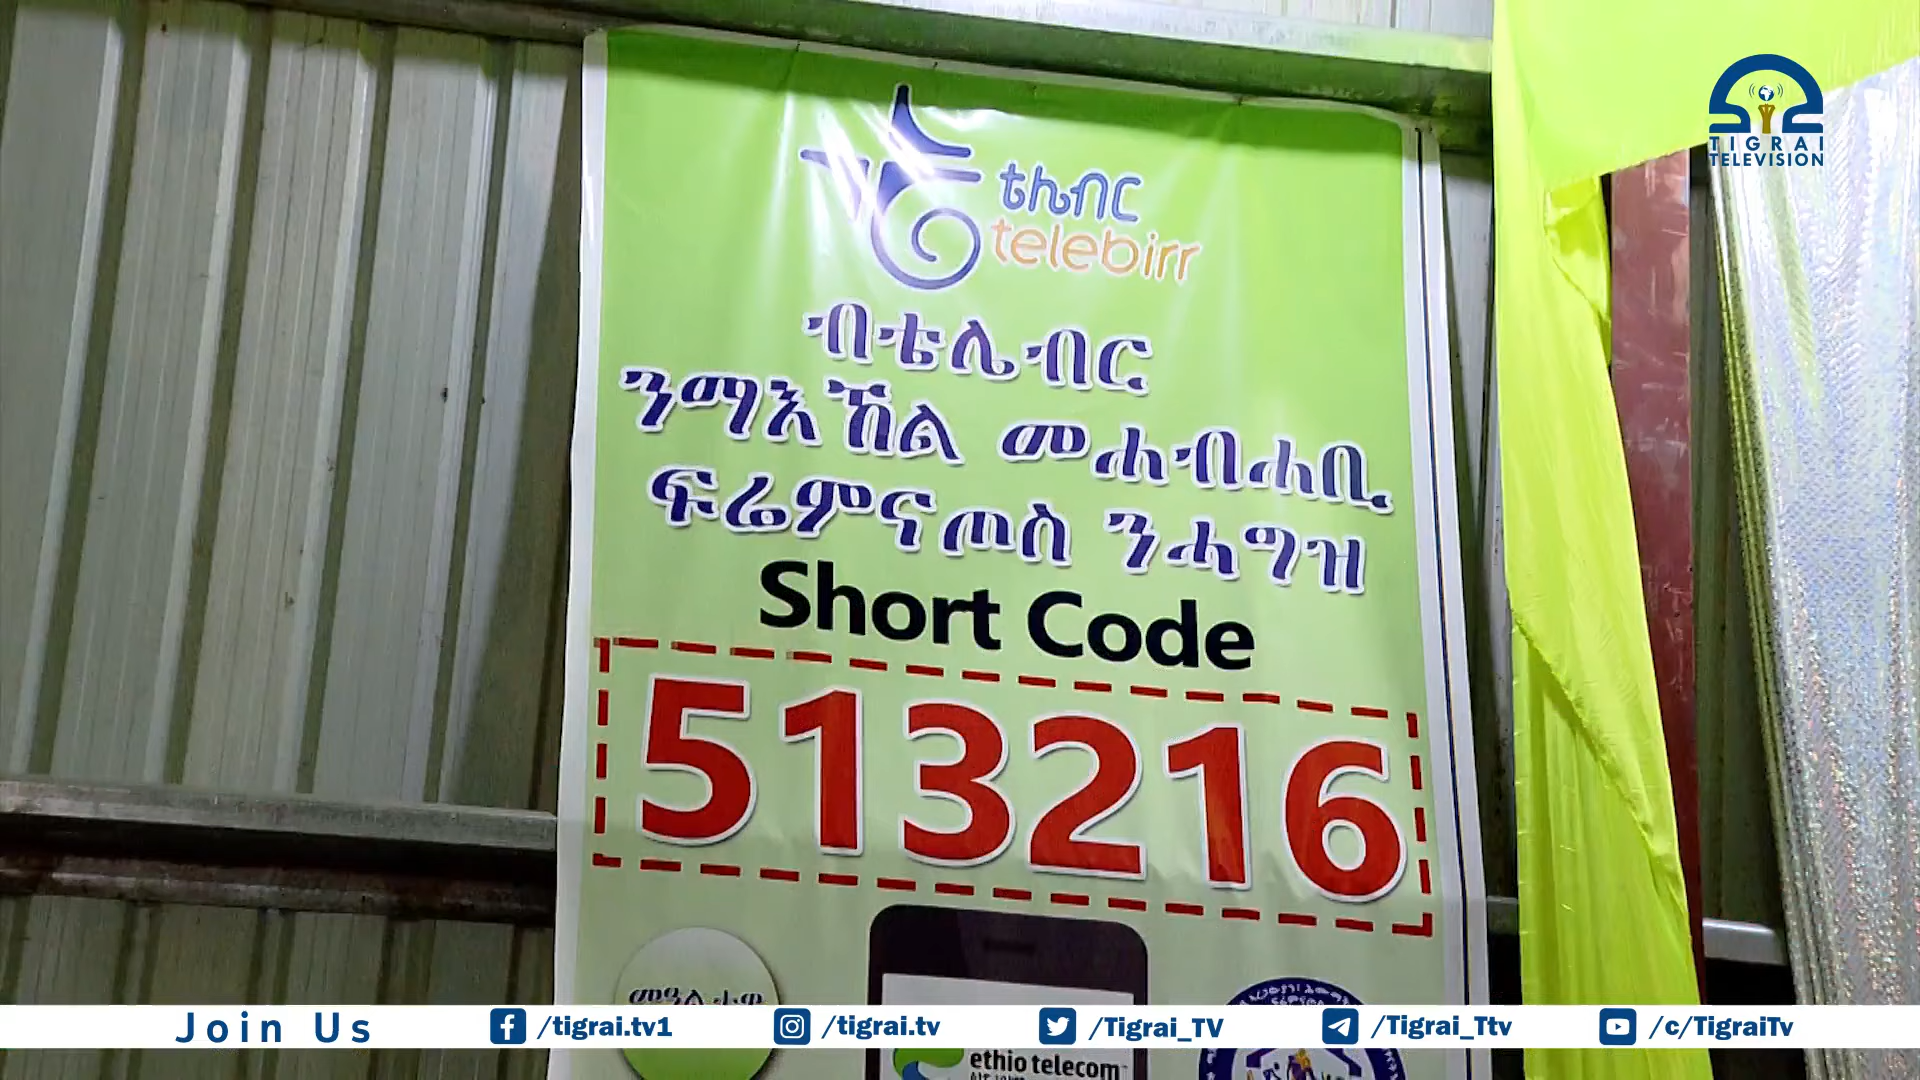 TIGRAI
TELEVISION
ቴሌብር
telebirr
ብቴሌብር
ንማእኸል መሐብሐቢ
ፍሬምናጦስ ንሓግዝ
Short Code
513216
ethio telecom
Join Us
/tigrai.tv1
/tigrai.tv
/Tigrai_TV
/Tigrai_Ttv
/c/TigraiTv